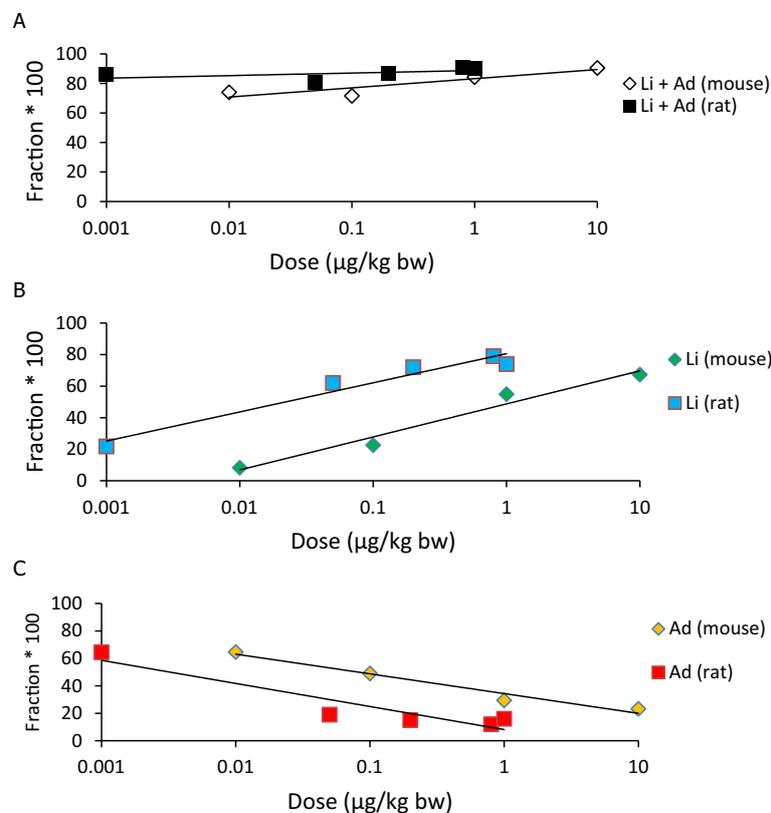 A
Fraction * 100
100
80
60
40
20
0
0.001 0.01 0.1 1 10
Dose (µg/kg bw)
Li + Ad (mouse)
Li + Ad (rat)
B
Fraction * 100
100
80
60
40
20
0
0.001 0.01 0.1 1 10
Dose (µg/kg bw)
Li (mouse)
Li (rat)
C
Fraction * 100
100
80
60
40
20
0
0.001 0.01 0.1 1 10
Dose (µg/kg bw)
Ad (mouse)
Ad (rat)